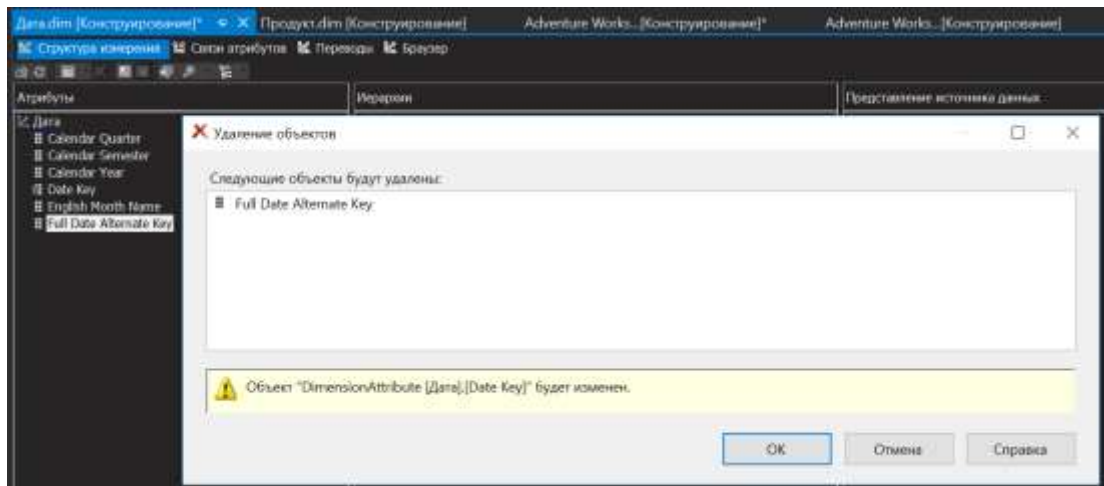 Дата.dim [Конструирование]* Продукт.dim [Конструирование] Adventure Works...[Конструирование]* Adventure Works...[Конструирование]
Структура измерения Связи атрибутов Переводы Браузер
Атрибуты Иерархии Представление источника данных
Дата
Calendar Quarter
Calendar Semester
Calendar Year
Date Key
English Month Name
Full Date Alternate Key
Удаление объектов
Следующие объекты будут удалены:
Full Date Alternate Key
Объект "DimensionAttribute [Дата].[Date Key]" будет изменен.
ОК Отмена Справка